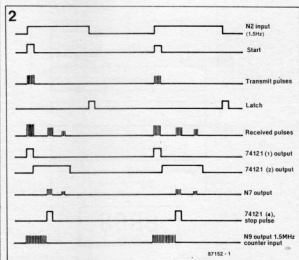 2
N2 input
(1.5Hz)
Start
Transmit pulses
Latch
Received pulses
74121 (1) output
74121 (2) output
N7 output
74121 (4),
stop pulse
N9 output 1.5MHz
counter input
87152 - 1